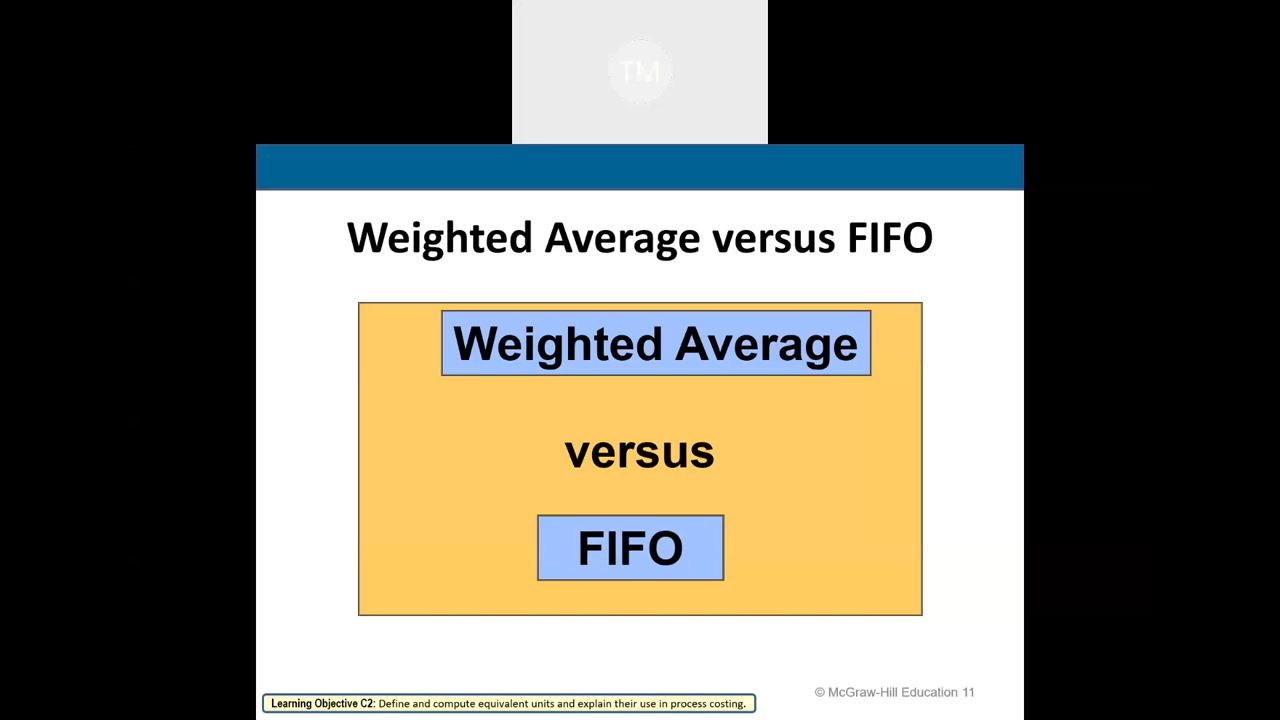 TM
Weighted Average versus FIFO
Weighted Average
versus
FIFO
Learning Objective C2: Define and compute equivalent units and explain their use in process costing.
© McGraw-Hill Education 11